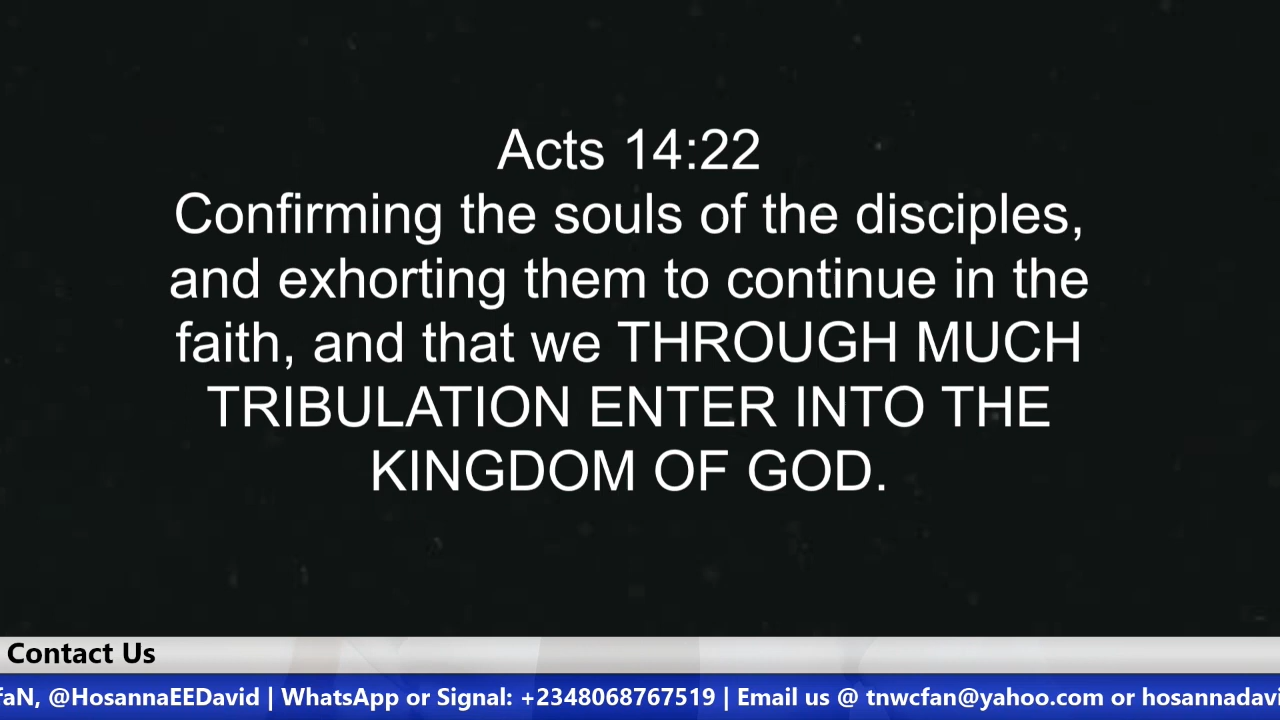 Acts 14:22
Confirming the souls of the disciples,
and exhorting them to continue in the
faith, and that we THROUGH MUCH
TRIBULATION ENTER INTO THE
KINGDOM OF GOD.
Contact Us
faN, @HosannaEEDavid | WhatsApp or Signal: +2348068767519 | Email us @ tnwcfan@yahoo.com or hosannadavi